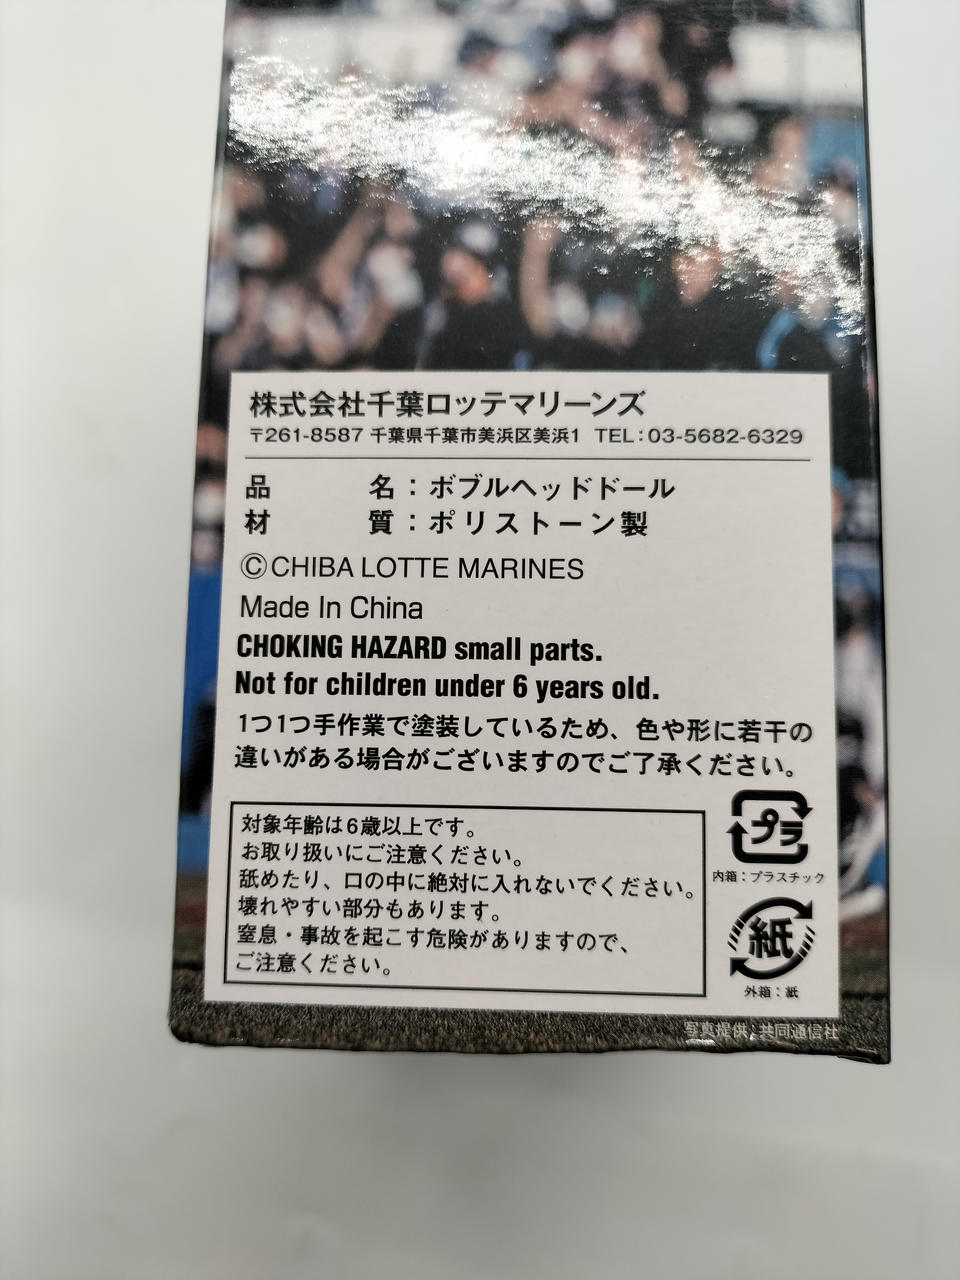 株式会社千葉ロッテマリーンズ
〒261-8587 千葉県千葉市美浜区美浜1 TEL:03-5682-6329
品 名:ボブルヘッドドール
材 質:ポリストーン製
©CHIBA LOTTE MARINES
Made In China
CHOKING HAZARD small parts.
Not for children under 6 years old.
1つ1つ手作業で塗装しているため、色や形に若干の
違いがある場合がございますのでご了承ください。
対象年齢は6歳以上です。
お取り扱いにご注意ください。
舐めたり、口の中に絶対に入れないでください。
壊れやすい部分もあります。
窒息・事故を起こす危険がありますので、
ご注意ください。
プラ
内箱:プラスチック
紙
外箱:紙
写真提供:共同通信社